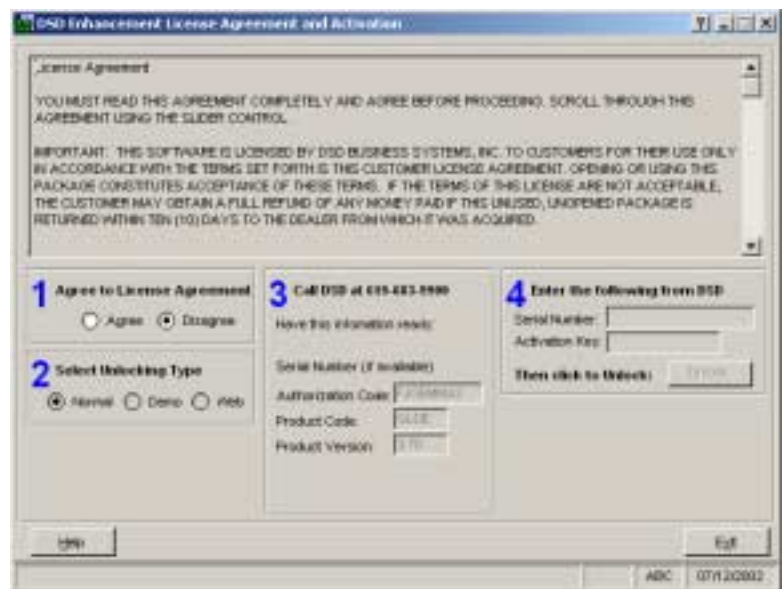 DSD Enhancement License Agreement and Activation
License Agreement
YOU MUST READ THIS AGREEMENT COMPLETELY AND AGREE BEFORE PROCEEDING. SCROLL THROUGH THIS
AGREEMENT USING THE SLIDER CONTROL
IMPORTANT: THIS SOFTWARE IS LICENSED BY DSD BUSINESS SYSTEMS, INC. TO CUSTOMERS FOR THEIR USE ONLY
IN ACCORDANCE WITH THE TERMS SET FORTH IS THIS CUSTOMER LICENSE AGREEMENT. OPENING OR USING THIS
PACKAGE CONSTITUTES ACCEPTANCE OF THESE TERMS. IF THE TERMS OF THIS LICENSE ARE NOT ACCEPTABLE,
THE CUSTOMER MAY OBTAIN A FULL REFUND OF ANY MONEY PAID IF THIS UNUSED, UNOPENED PACKAGE IS
RETURNED WITHIN TEN (10) DAYS TO THE DEALER FROM WHICH IT WAS ACQUIRED.
1 Agree to License Agreement
Agree Disagree
2 Select Unlocking Type
Normal Demo Web
3 Call DSD at
Have this information ready:
Serial Number (if available)
Authorization Code:
Product Code:
Product Version:
4 Enter the following from DSD
Serial Number:
Activation Key:
Then click to Unlock: Unlock
Help
Exit
ABC 07/12/2002